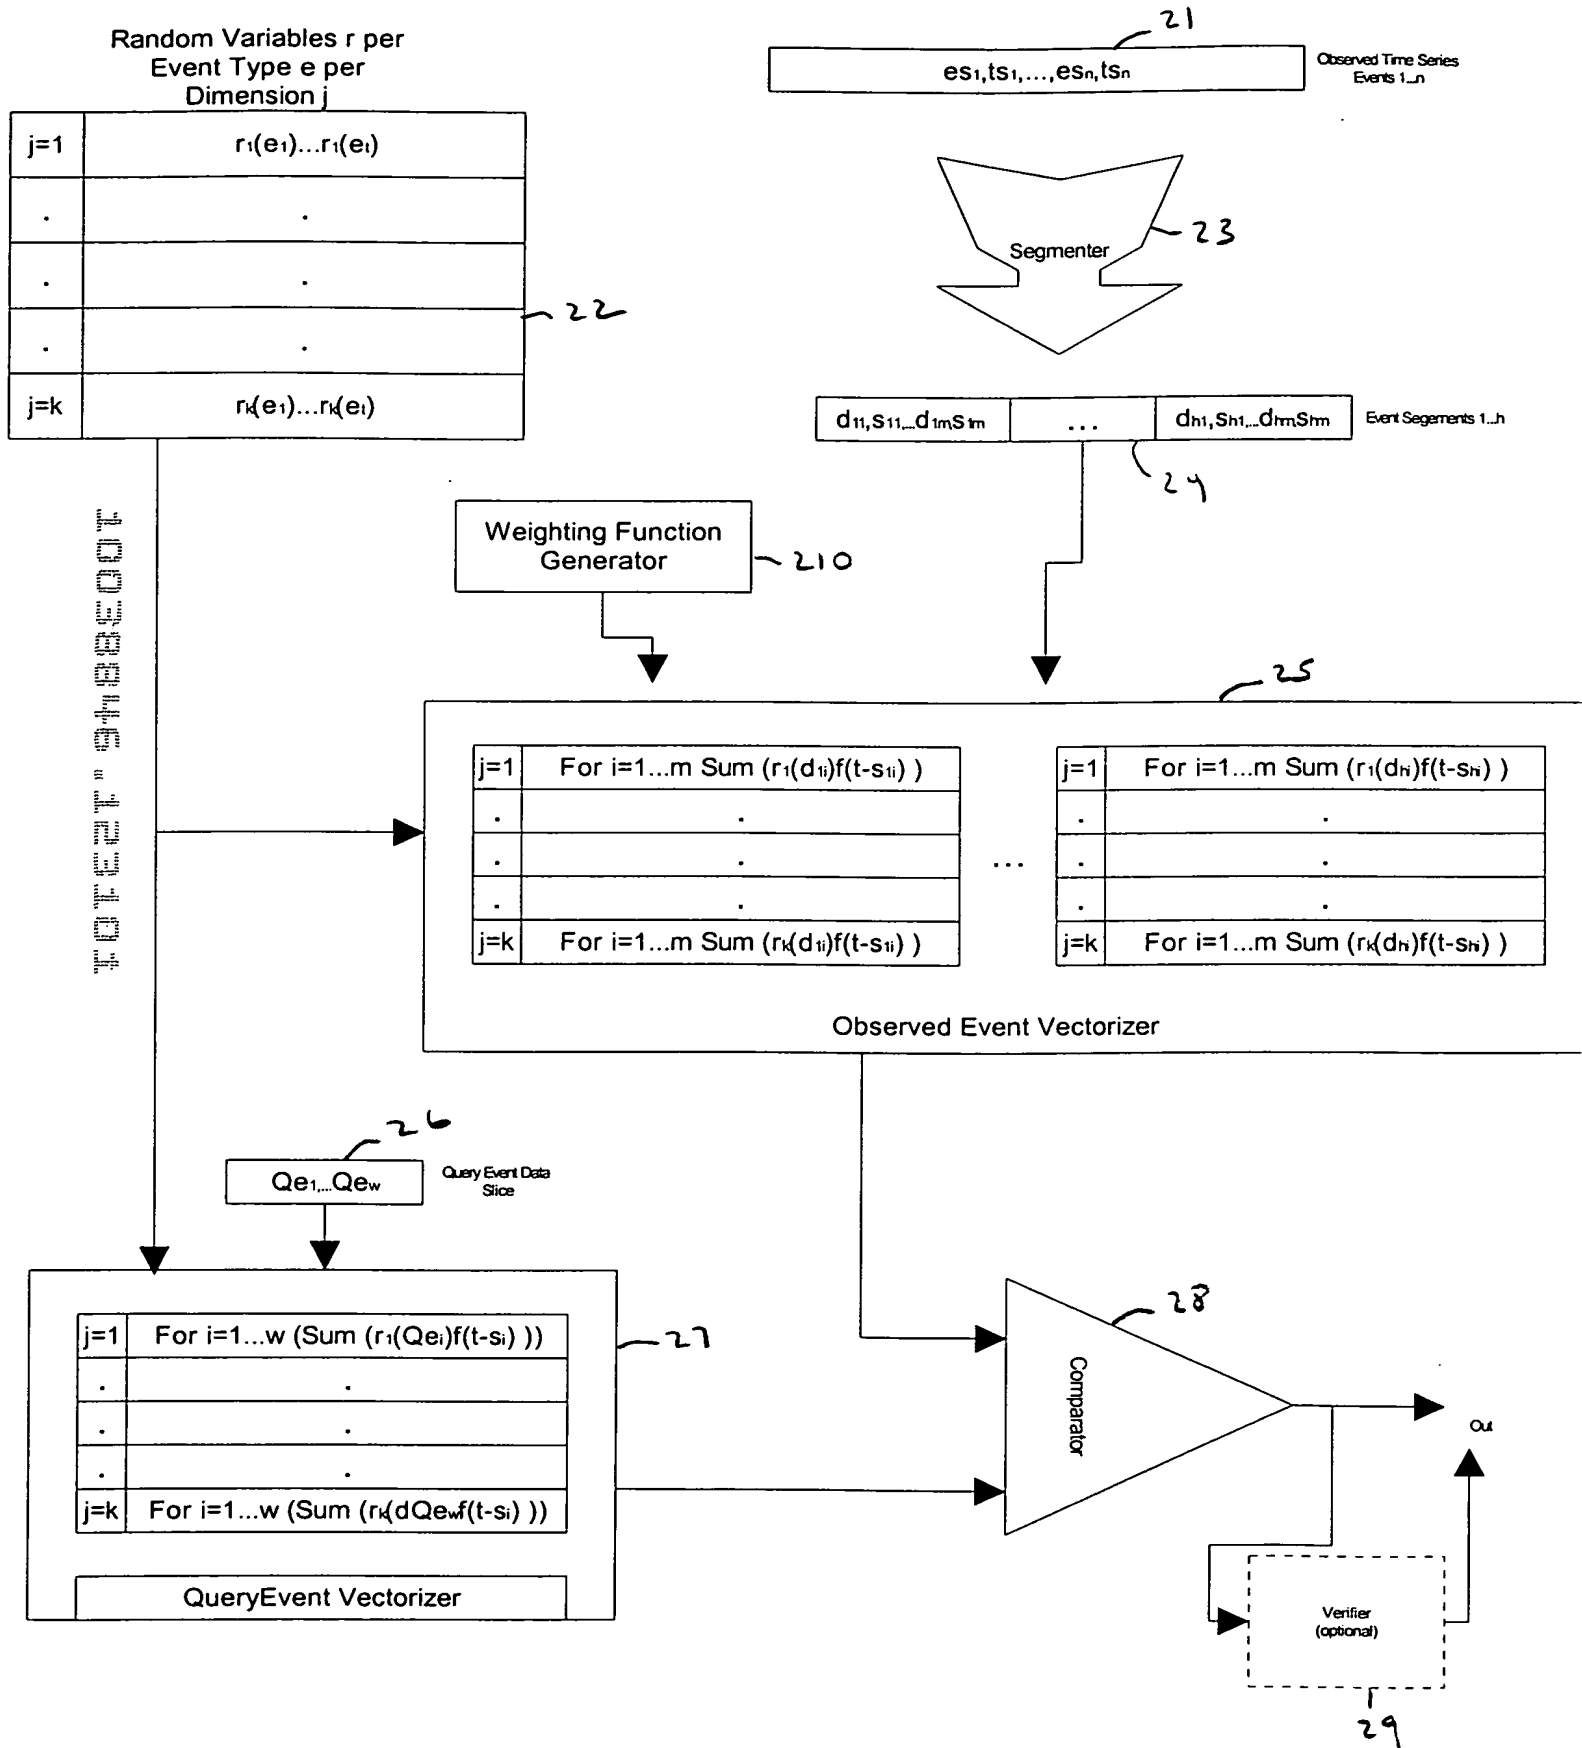 Random Variables r per
Event Type e per
Dimension j
j=1 r1(e1)...r1(et)
. .
. .
. .
j=k rk(e1)...rk(et)
22
21
es1,ts1,...,esn,tsn
Observed Time Series
Events 1...n
Segmenter
23
d11,s11,...d1ms1m ... dh1,sh1,...dhmshm
Event Segements 1...h
24
Weighting Function
Generator
210
10038846.123101
25
j=1 For i=1...m Sum (r1(d1i)f(t-s1i) )
. .
. .
. .
j=k For i=1...m Sum (rk(d1i)f(t-s1i) )
...
j=1 For i=1...m Sum (r1(dhi)f(t-shi) )
. .
. .
. .
j=k For i=1...m Sum (rk(dhi)f(t-shi) )
Observed Event Vectorizer
26
Qe1,...Qew
Query Event Data
Slice
j=1 For i=1...w (Sum (r1(Qei)f(t-si) ))
. .
. .
. .
j=k For i=1...w (Sum (rk(dQewf(t-si) ))
QueryEvent Vectorizer
27
28
Comparator
Out
Verifier
(optional)
29